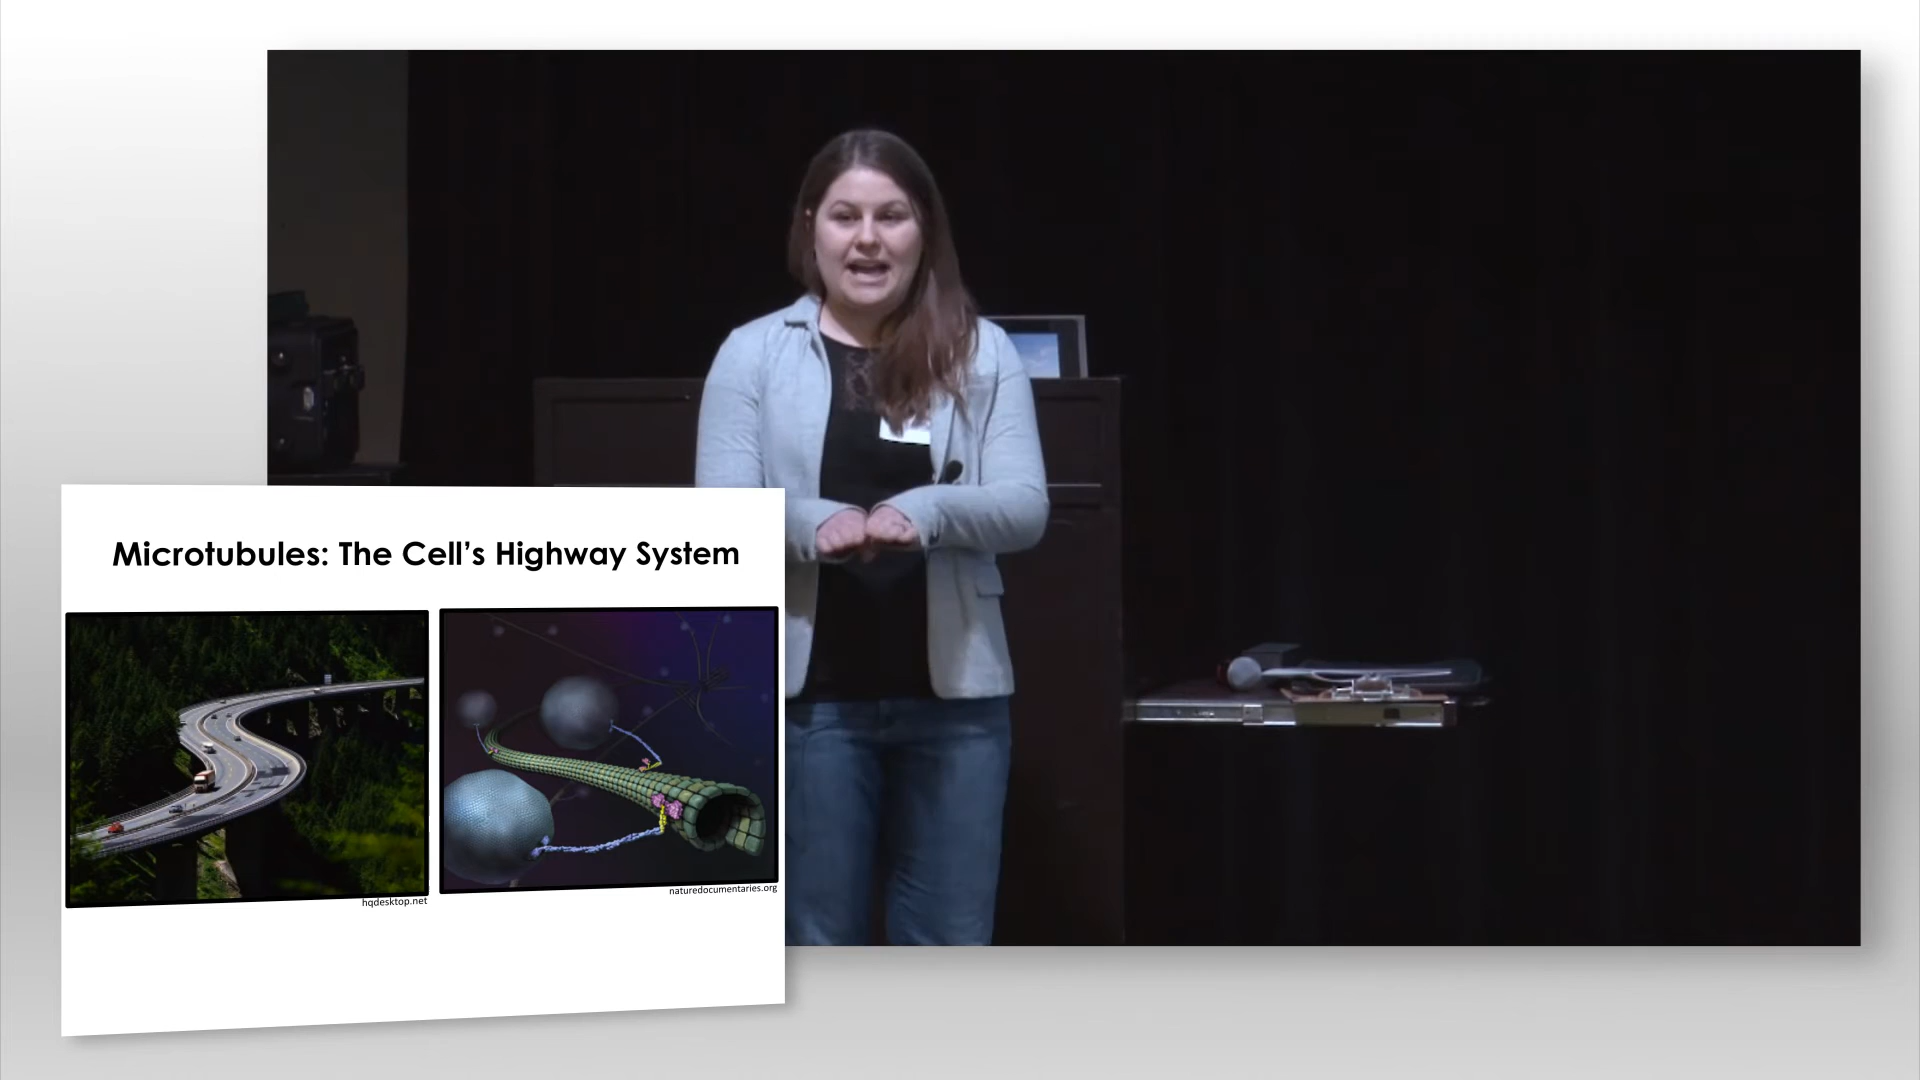 Microtubules: The Cell's Highway System
hqdesktop.net
naturedocumentaries.org